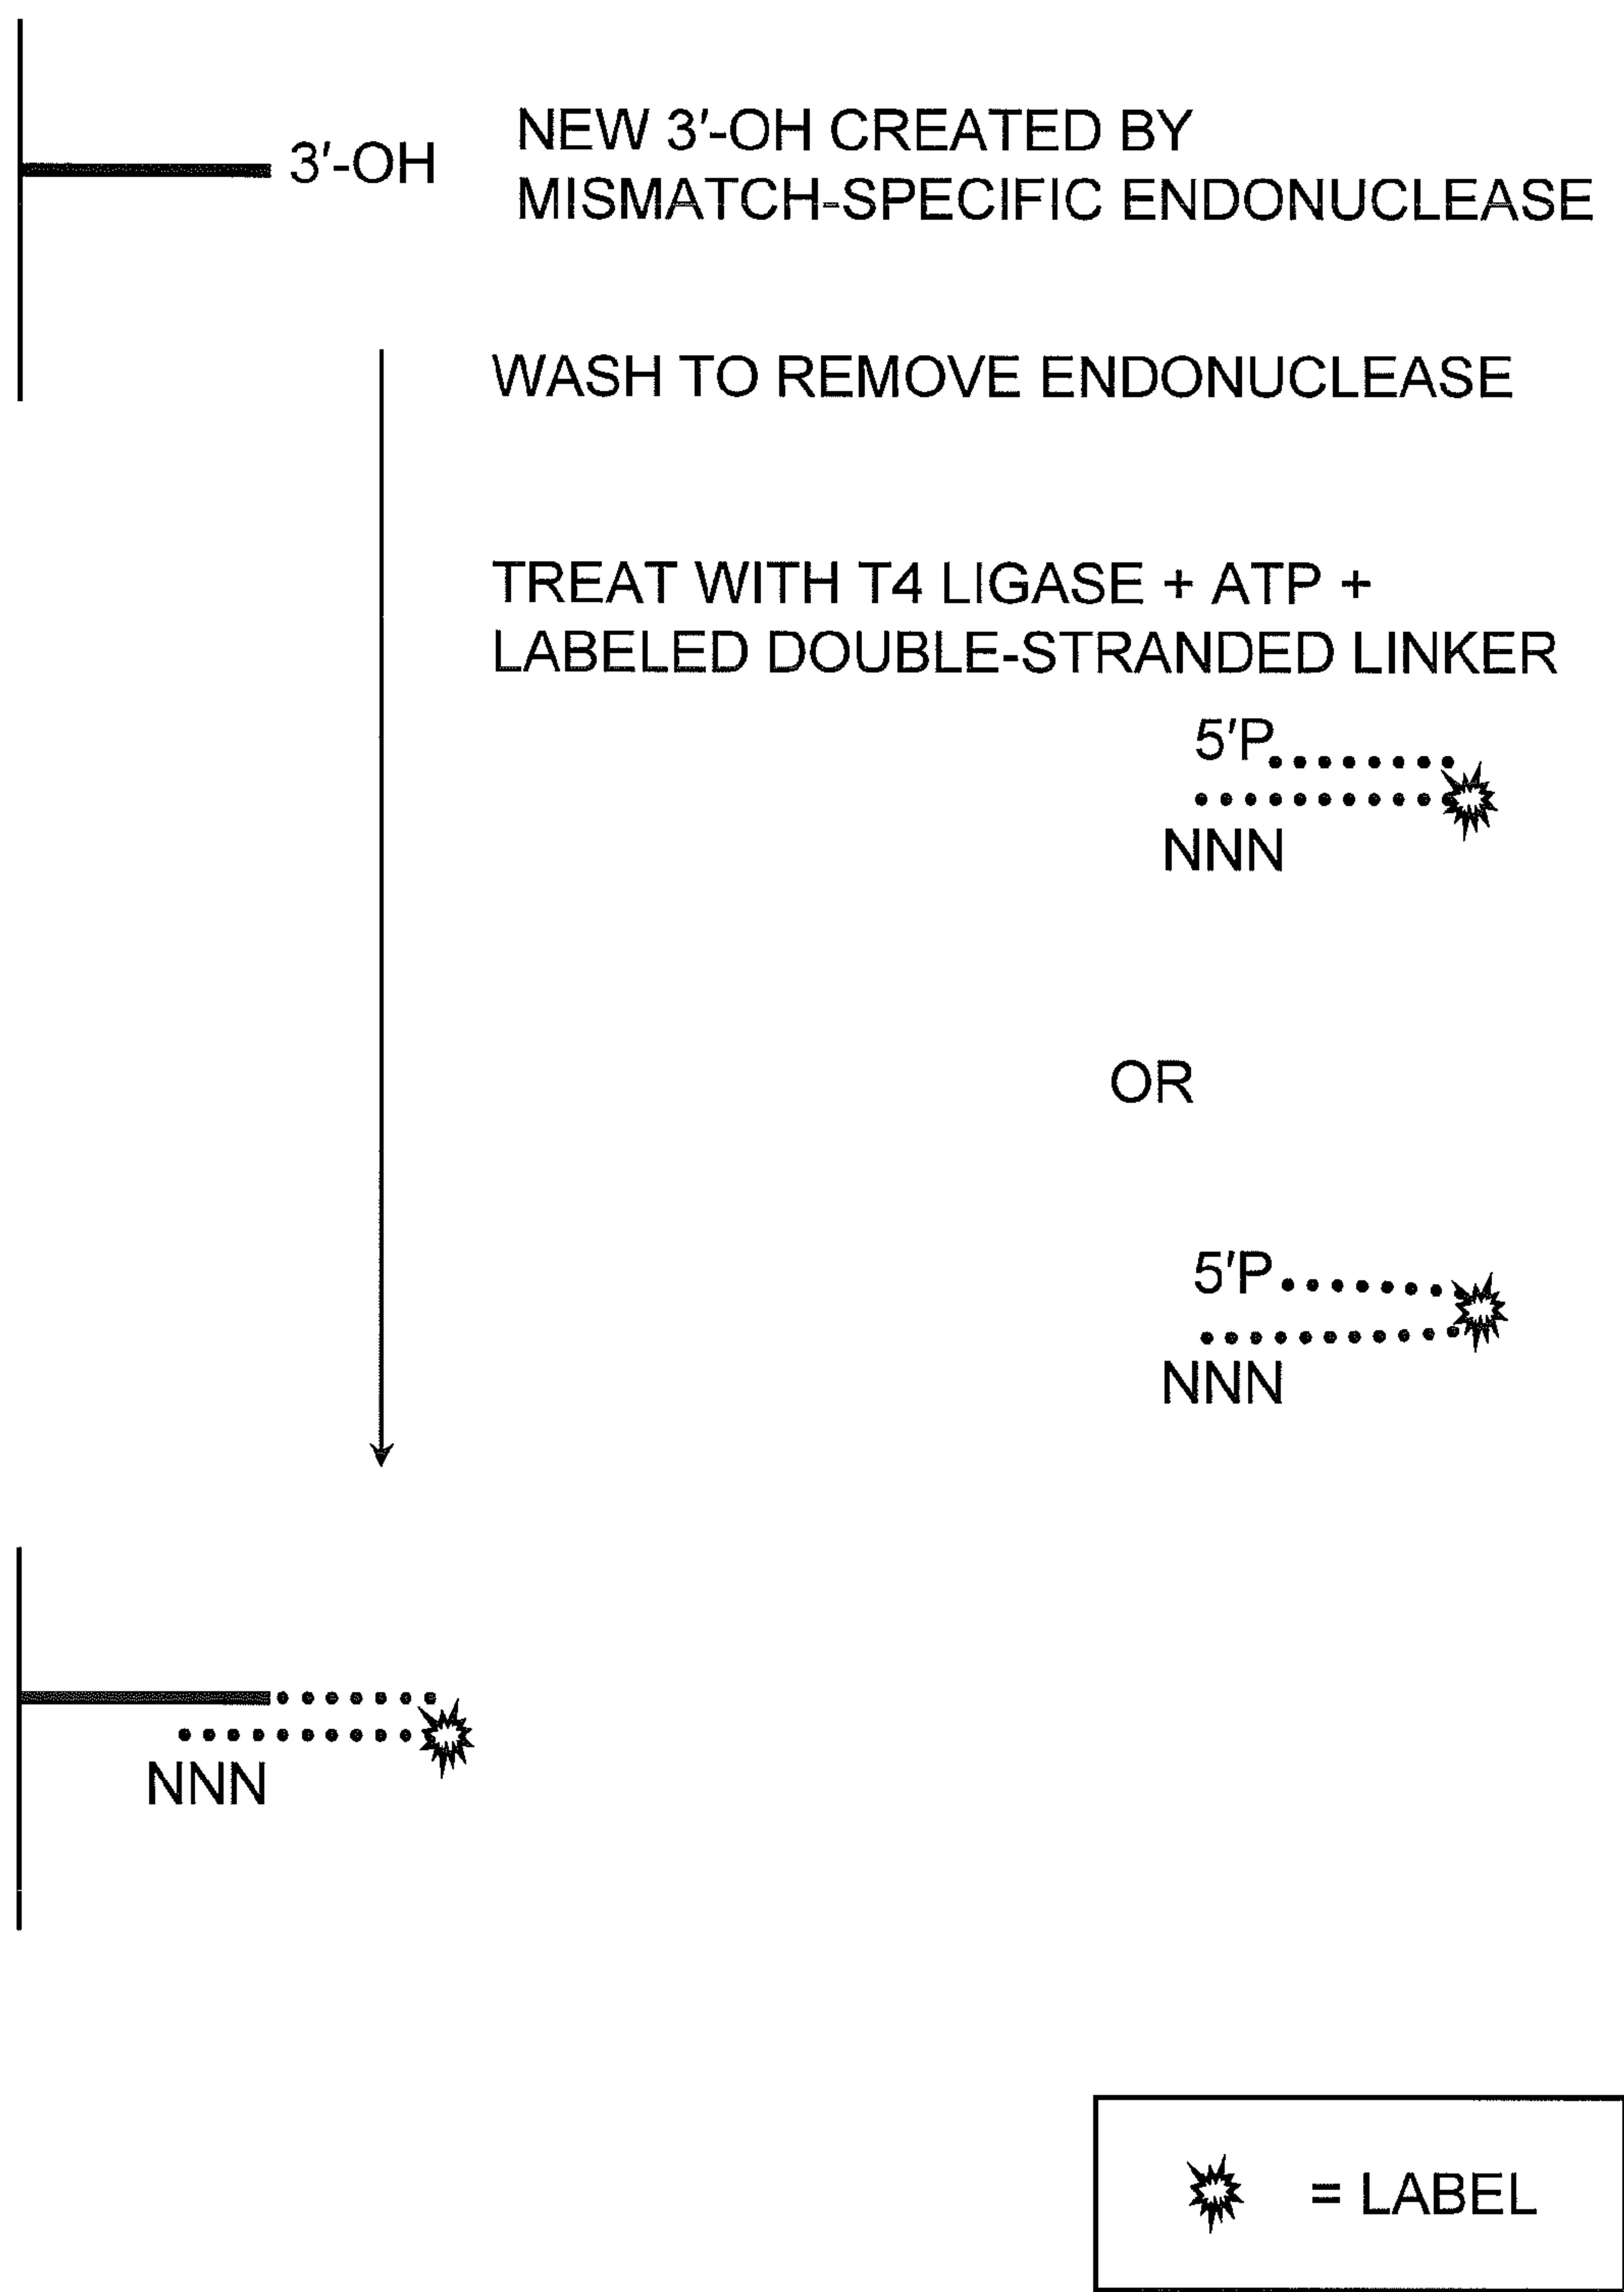 3′-OH
NEW 3′-OH CREATED BY
MISMATCH-SPECIFIC ENDONUCLEASE
WASH TO REMOVE ENDONUCLEASE
TREAT WITH T4 LIGASE + ATP +
LABELED DOUBLE-STRANDED LINKER
5′P
NNN
OR
5′P
NNN
NNN
= LABEL